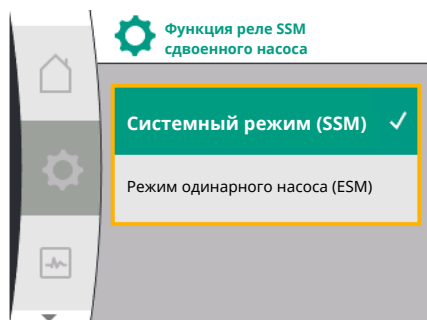 Функция реле SSM
сдвоенного насоса
Системный режим (SSM)
Режим одинарного насоса (ESM)